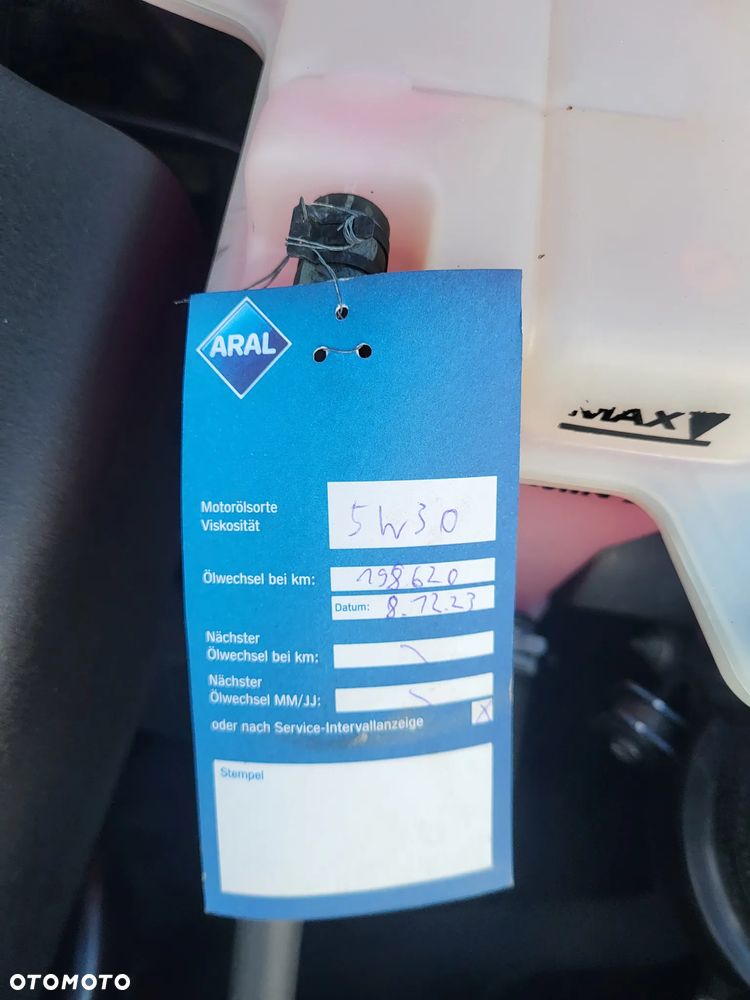 ARAL
MAX
Motorölsorte
Viskosität
5W30
Ölwechsel bei km: 198620
Datum: 8.12.23
Nächster
Ölwechsel bei km:
Nächster
Ölwechsel MM/JJ:
oder nach Service-Intervallanzeige X
Stempel
OTOMOTO